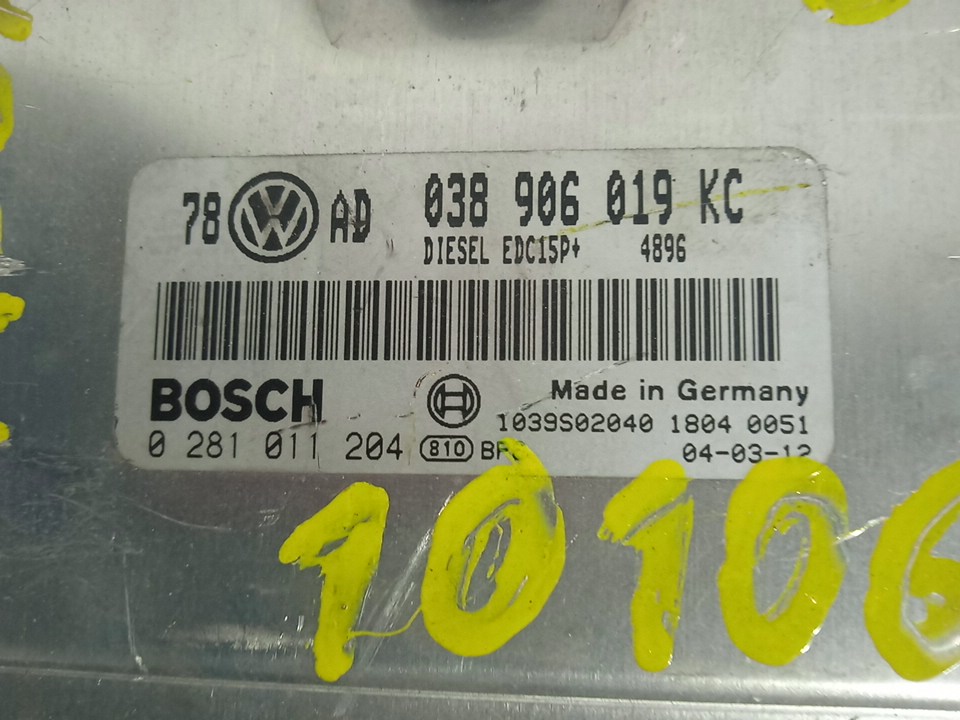 78 AD 038 906 019 KC
DIESEL EDC15P+ 4896
BOSCH
Made in Germany
1039S02040 1804 0051
0 281 011 204 810
04-03-12
10106